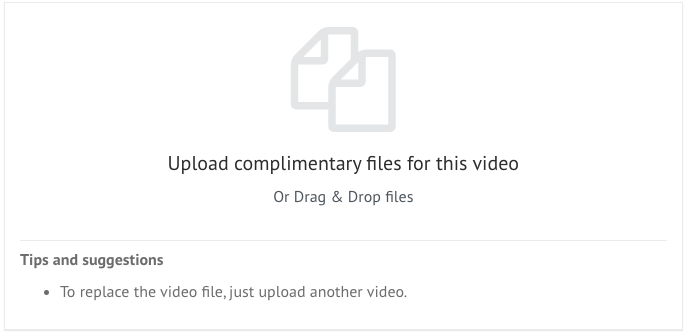 Upload complimentary files for this video
Or Drag & Drop files
Tips and suggestions
• To replace the video file, just upload another video.